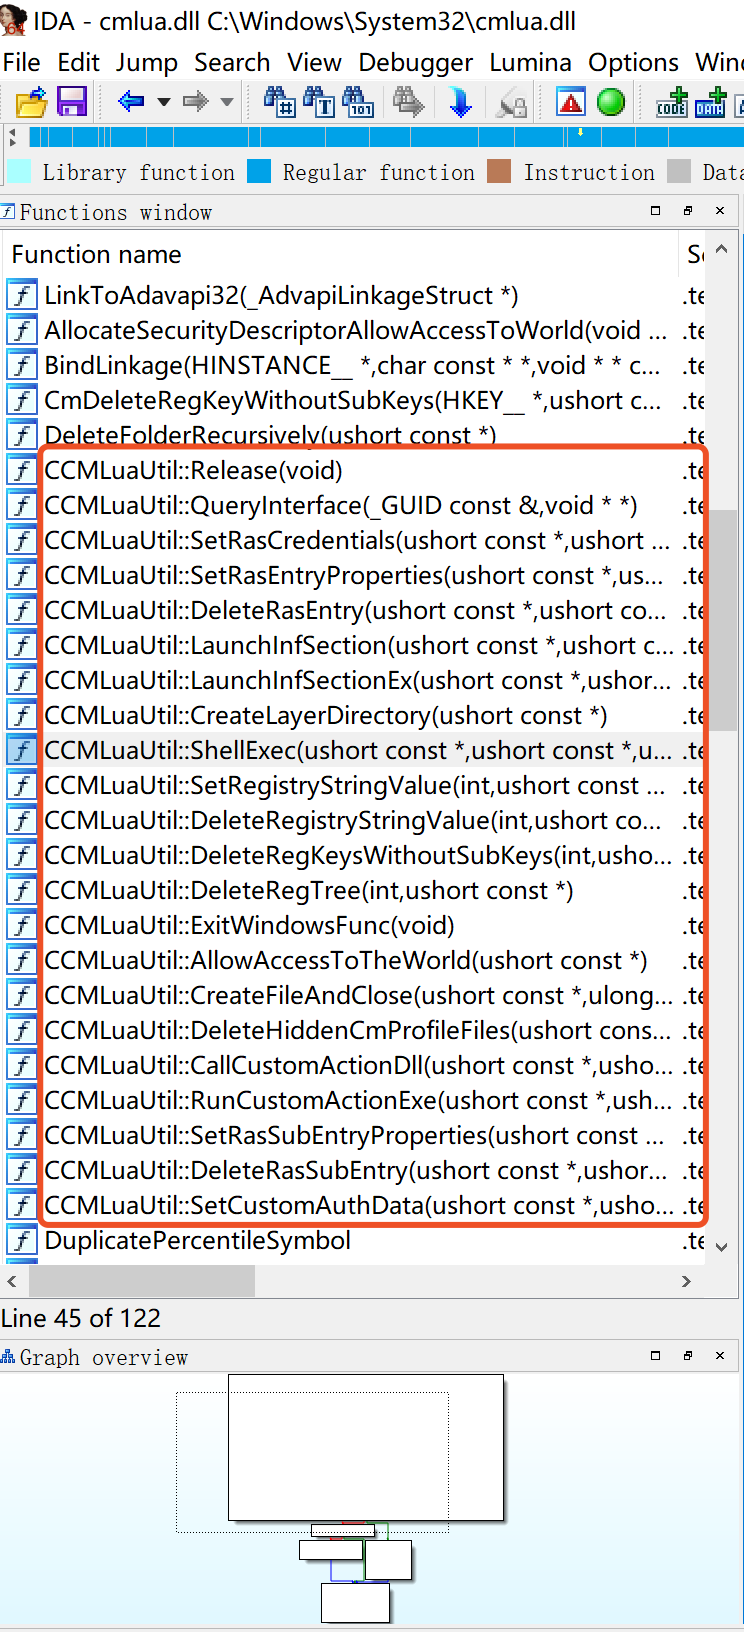 IDA - cmlua.dll C:\Windows\System32\cmlua.dll
File Edit Jump Search View Debugger Lumina Options
Library function Regular function Instruction
Functions window
Function name
LinkToAdavapi32(_AdvapiLinkageStruct *) .te
AllocateSecurityDescriptorAllowAccessToWorld(void ... .te
BindLinkage(HINSTANCE__ *,char const * *,void * * c... .te
CmDeleteRegKeyWithoutSubKeys(HKEY__ *,ushort c... .te
DeleteFolderRecursively(ushort const *) .te
CCMLuaUtil::Release(void) .te
CCMLuaUtil::QueryInterface(_GUID const &,void * *) .te
CCMLuaUtil::SetRasCredentials(ushort const *,ushort ... .te
CCMLuaUtil::SetRasEntryProperties(ushort const *,us... .te
CCMLuaUtil::DeleteRasEntry(ushort const *,ushort co... .te
CCMLuaUtil::LaunchInfSection(ushort const *,ushort c... .te
CCMLuaUtil::LaunchInfSectionEx(ushort const *,ushor... .te
CCMLuaUtil::CreateLayerDirectory(ushort const *) .te
CCMLuaUtil::ShellExec(ushort const *,ushort const *,u... .te
CCMLuaUtil::SetRegistryStringValue(int,ushort const ... .te
CCMLuaUtil::DeleteRegistryStringValue(int,ushort co... .te
CCMLuaUtil::DeleteRegKeysWithoutSubKeys(int,usho... .te
CCMLuaUtil::DeleteRegTree(int,ushort const *) .te
CCMLuaUtil::ExitWindowsFunc(void) .te
CCMLuaUtil::AllowAccessToTheWorld(ushort const *) .te
CCMLuaUtil::CreateFileAndClose(ushort const *,ulong... .te
CCMLuaUtil::DeleteHiddenCmProfileFiles(ushort cons... .te
CCMLuaUtil::CallCustomActionDll(ushort const *,usho... .te
CCMLuaUtil::RunCustomActionExe(ushort const *,ush... .te
CCMLuaUtil::SetRasSubEntryProperties(ushort const ... .te
CCMLuaUtil::DeleteRasSubEntry(ushort const *,ushor... .te
CCMLuaUtil::SetCustomAuthData(ushort const *,usho... .te
DuplicatePercentileSymbol .te
Line 45 of 122
Graph overview